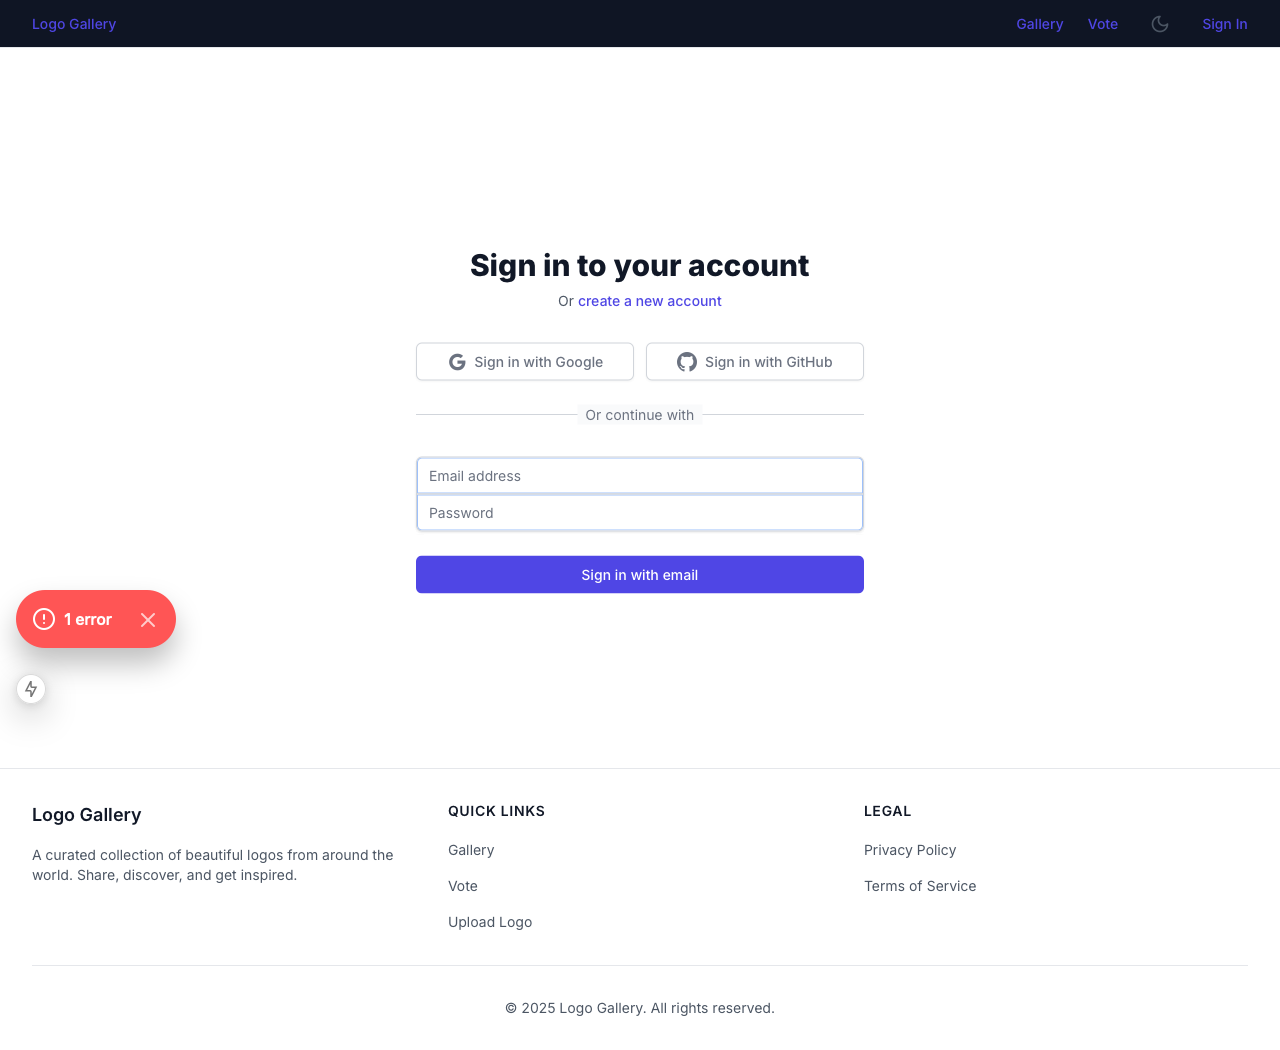 Logo Gallery
Gallery
Vote
Sign In
Sign in to your account
Or create a new account
Sign in with Google
Sign in with GitHub
Or continue with
Email address
Password
Sign in with email
1 error
Logo Gallery
A curated collection of beautiful logos from around the
world. Share, discover, and get inspired.
QUICK LINKS
Gallery
Vote
Upload Logo
LEGAL
Privacy Policy
Terms of Service
© 2025 Logo Gallery. All rights reserved.